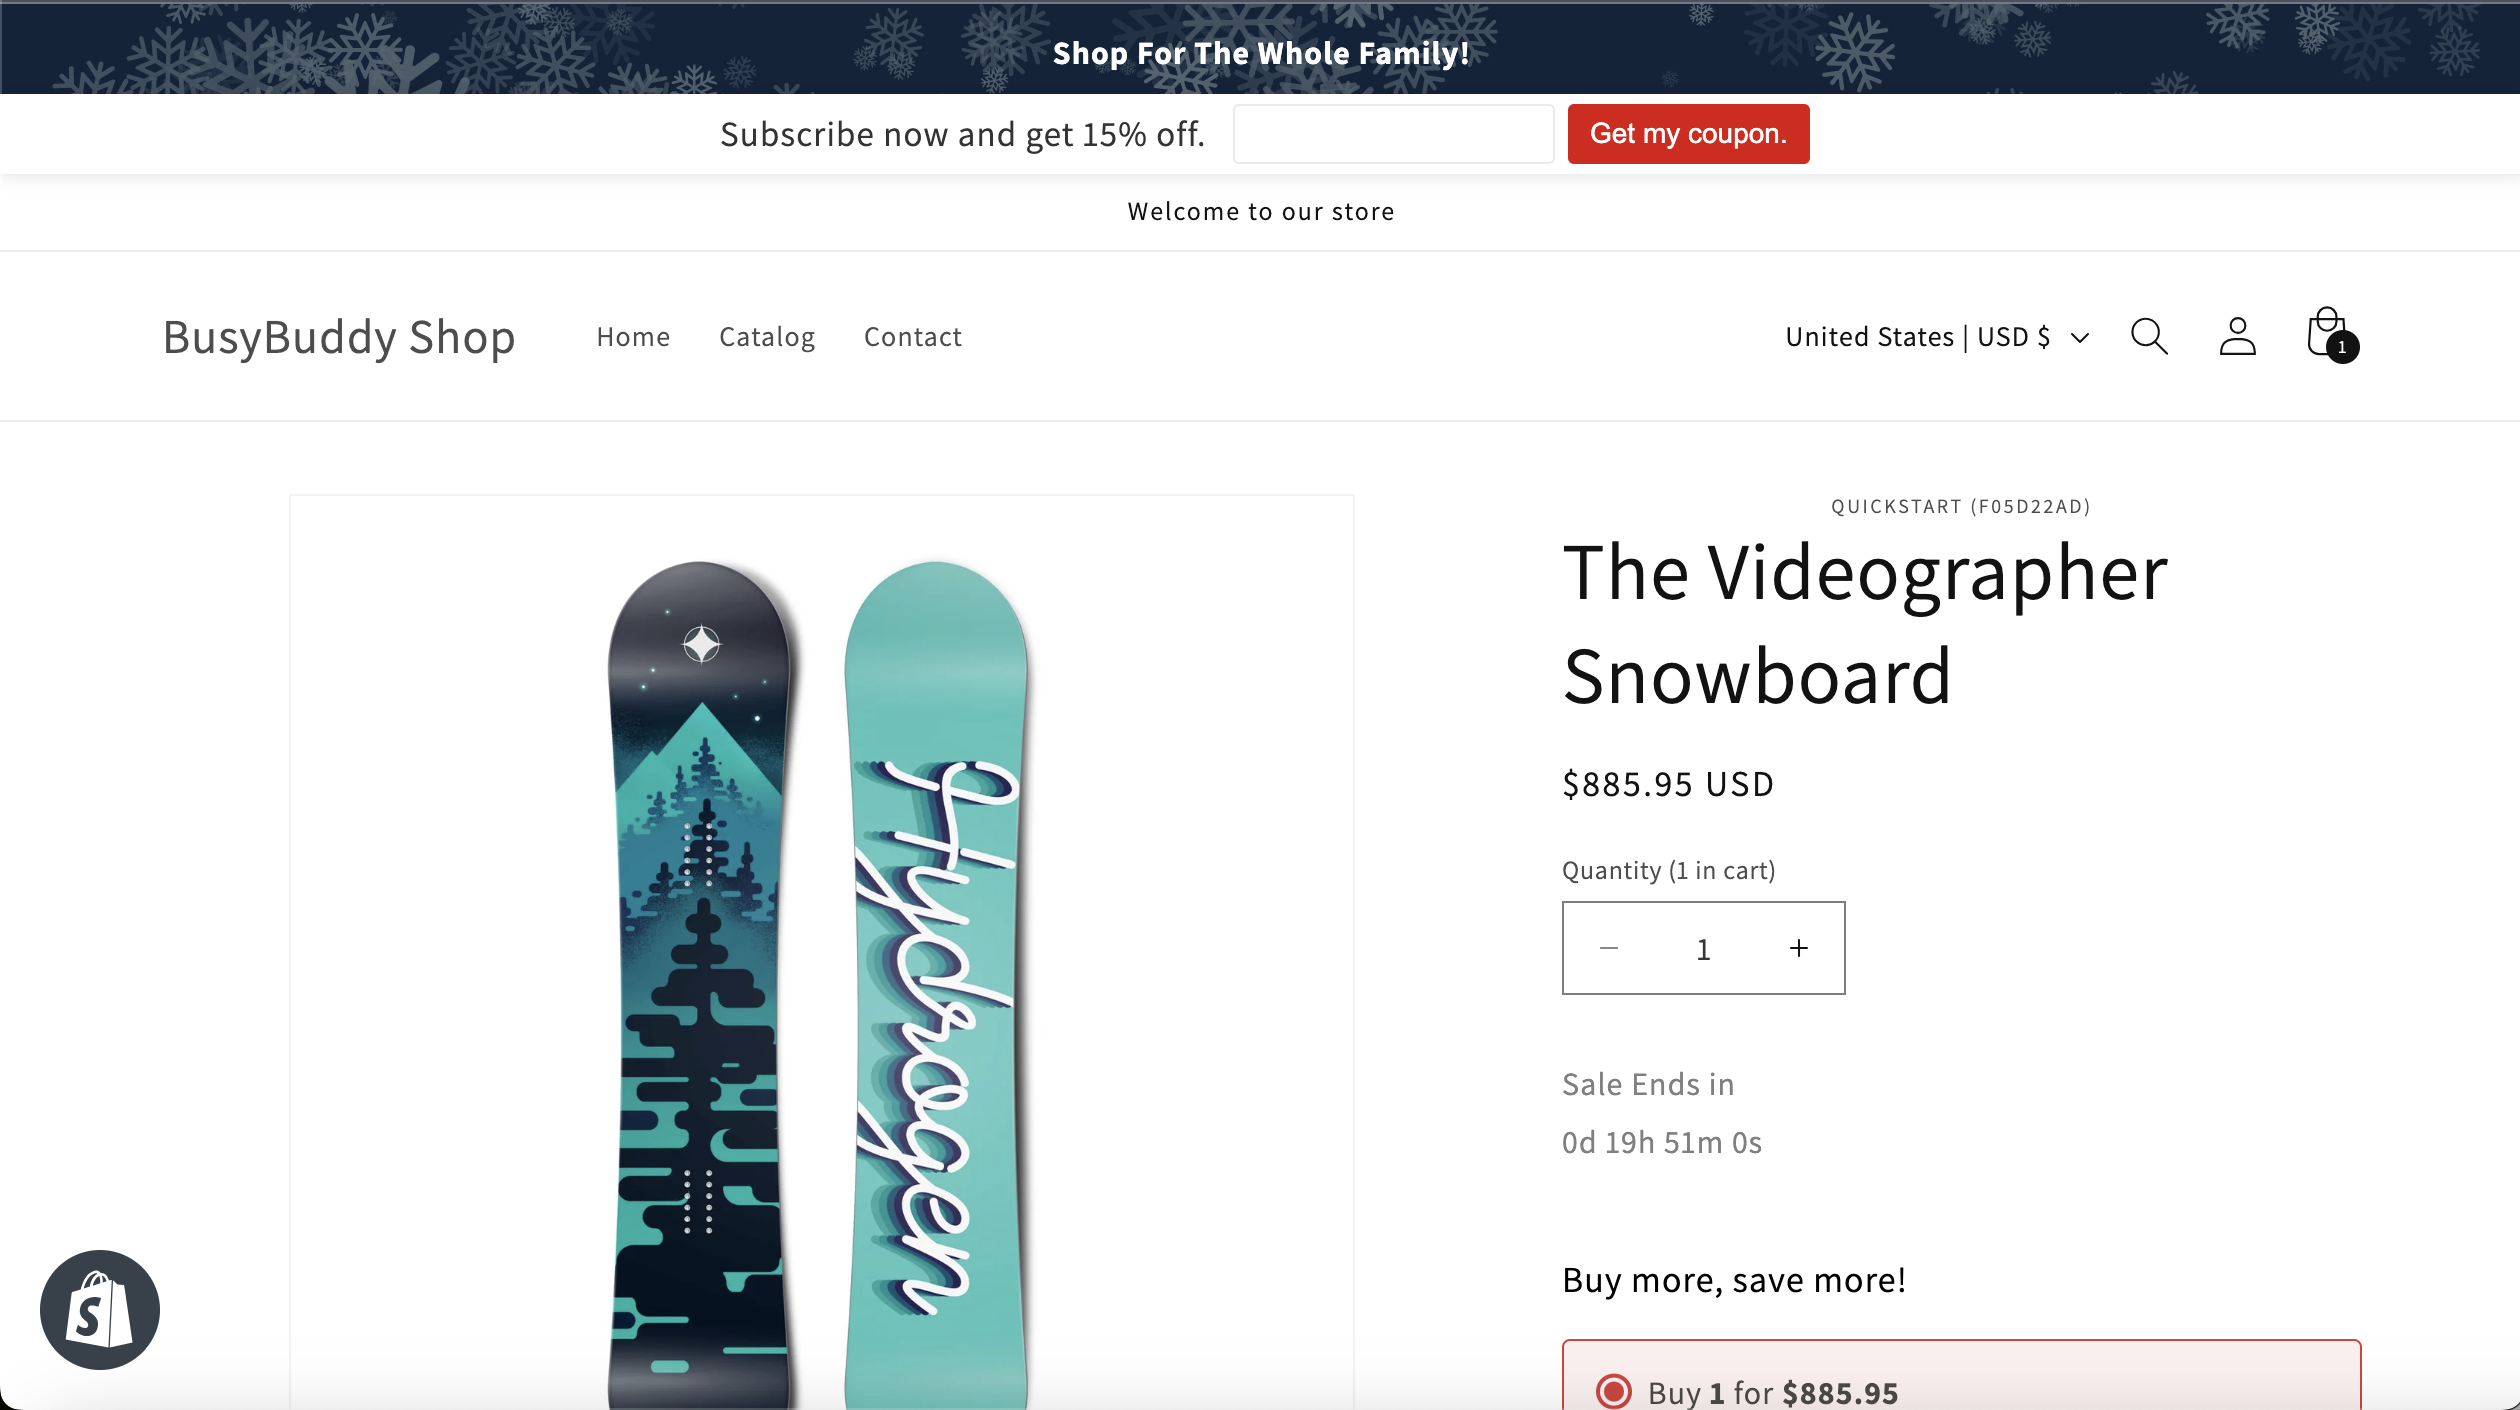 Shop For The Whole Family!
Subscribe now and get 15% off.
Get my coupon.
Welcome to our store
BusyBuddy Shop
Home
Catalog
Contact
United States | USD $
1
QUICKSTART (F05D22AD)
The Videographer
Snowboard
$885.95 USD
Quantity (1 in cart)
− 1 +
Sale Ends in
0d 19h 51m 0s
Buy more, save more!
Buy 1 for $885.95
Hydrogen
S